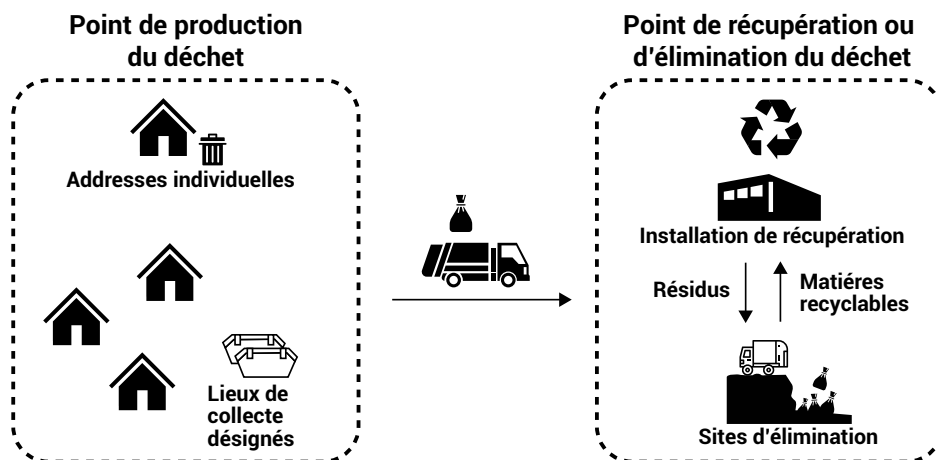 Point de production
du déchet
Addresses individuelles
Lieux de
collecte
désignés
Point de récupération ou
d'élimination du déchet
Installation de récupération
Résidus
Matiéres
recyclables
Sites d'élimination